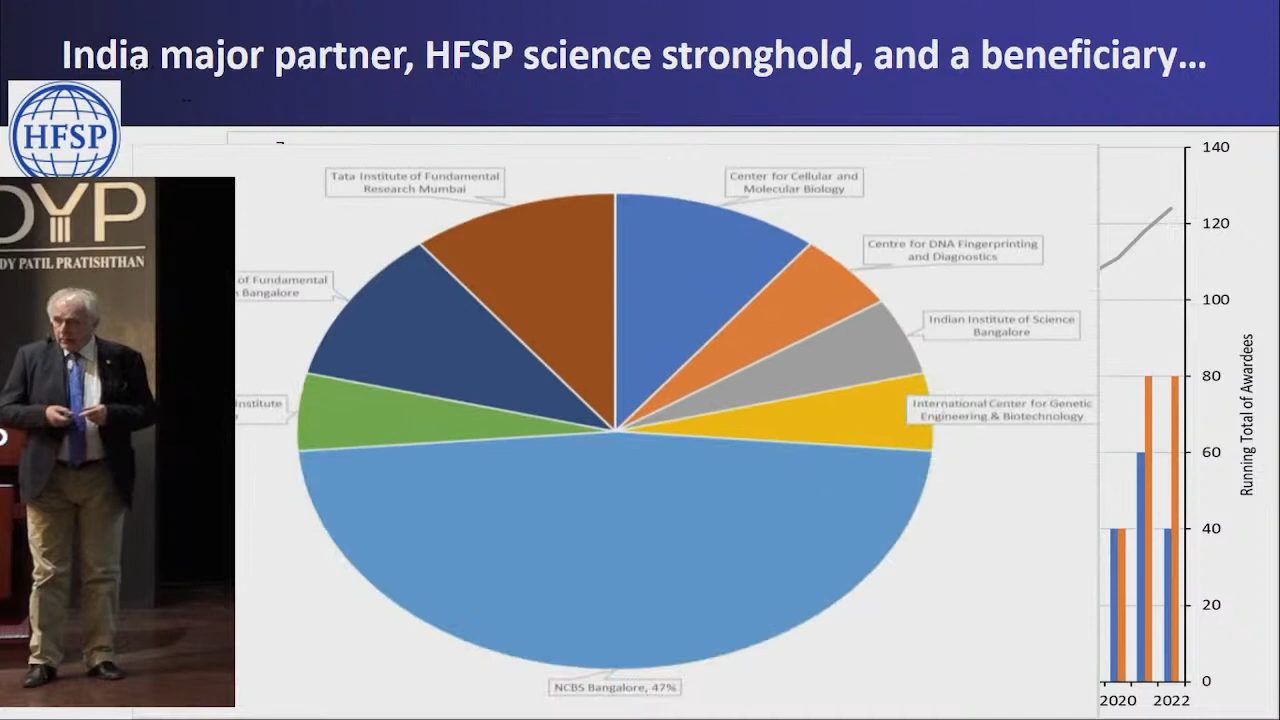 India major partner, HFSP science stronghold, and a beneficiary...
HFSP
DYP
DY PATIL PRATISHTHAN
Tata Institute of Fundamental
Research Mumbai
Center for Cellular and
Molecular Biology
Centre for DNA Fingerprinting
and Diagnostics
of Fundamental
Bangalore
Indian Institute of Science
Bangalore
Institute
International Center for Genetic
Engineering & Biotechnology
NCBS Bangalore, 47%
140
120
100
80
60
40
20
0
Running Total of Awardees
2020
2022